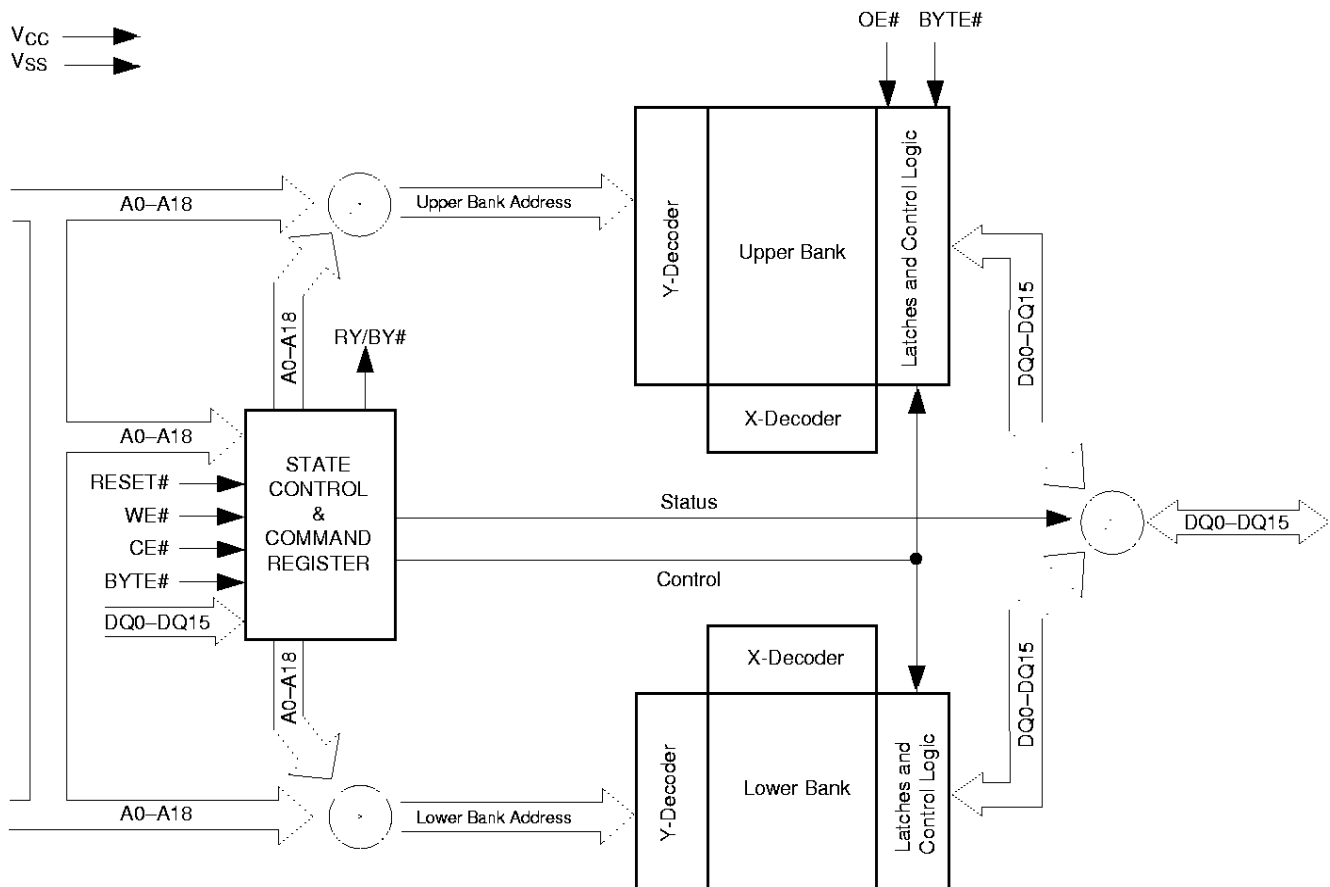 OE# BYTE#
VCC
VSS
A0–A18
Upper Bank Address
Y-Decoder
Upper Bank
Latches and Control Logic
DQ0–DQ15
A0–A18
RY/BY#
X-Decoder
A0–A18
RESET#
WE#
CE#
BYTE#
DQ0–DQ15
STATE
CONTROL
&
COMMAND
REGISTER
Status
Control
DQ0–DQ15
A0–A18
X-Decoder
DQ0–DQ15
Y-Decoder
Lower Bank
Latches and
Control Logic
A0–A18
Lower Bank Address